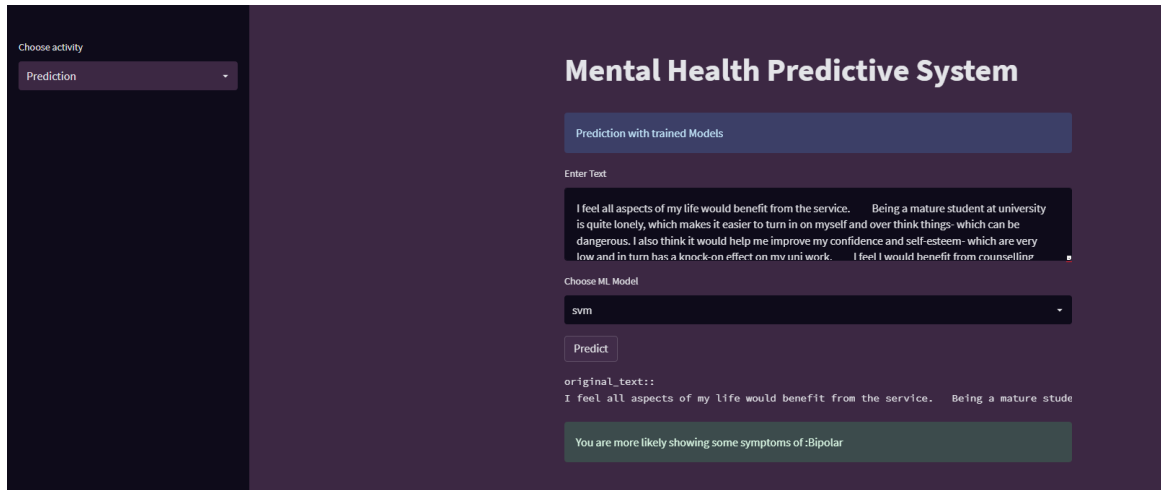 Choose activity
Prediction
Mental Health Predictive System
Prediction with trained Models
Enter Text
I feel all aspects of my life would benefit from the service. Being a mature student at university
is quite lonely, which makes it easier to turn in on myself and over think things- which can be
dangerous. I also think it would help me improve my confidence and self-esteem- which are very
low and in turn has a knock-on effect on my uni work. I feel I would benefit from counselling
Choose ML Model
svm
Predict
original_text::
I feel all aspects of my life would benefit from the service. Being a mature stude
You are more likely showing some symptoms of :Bipolar